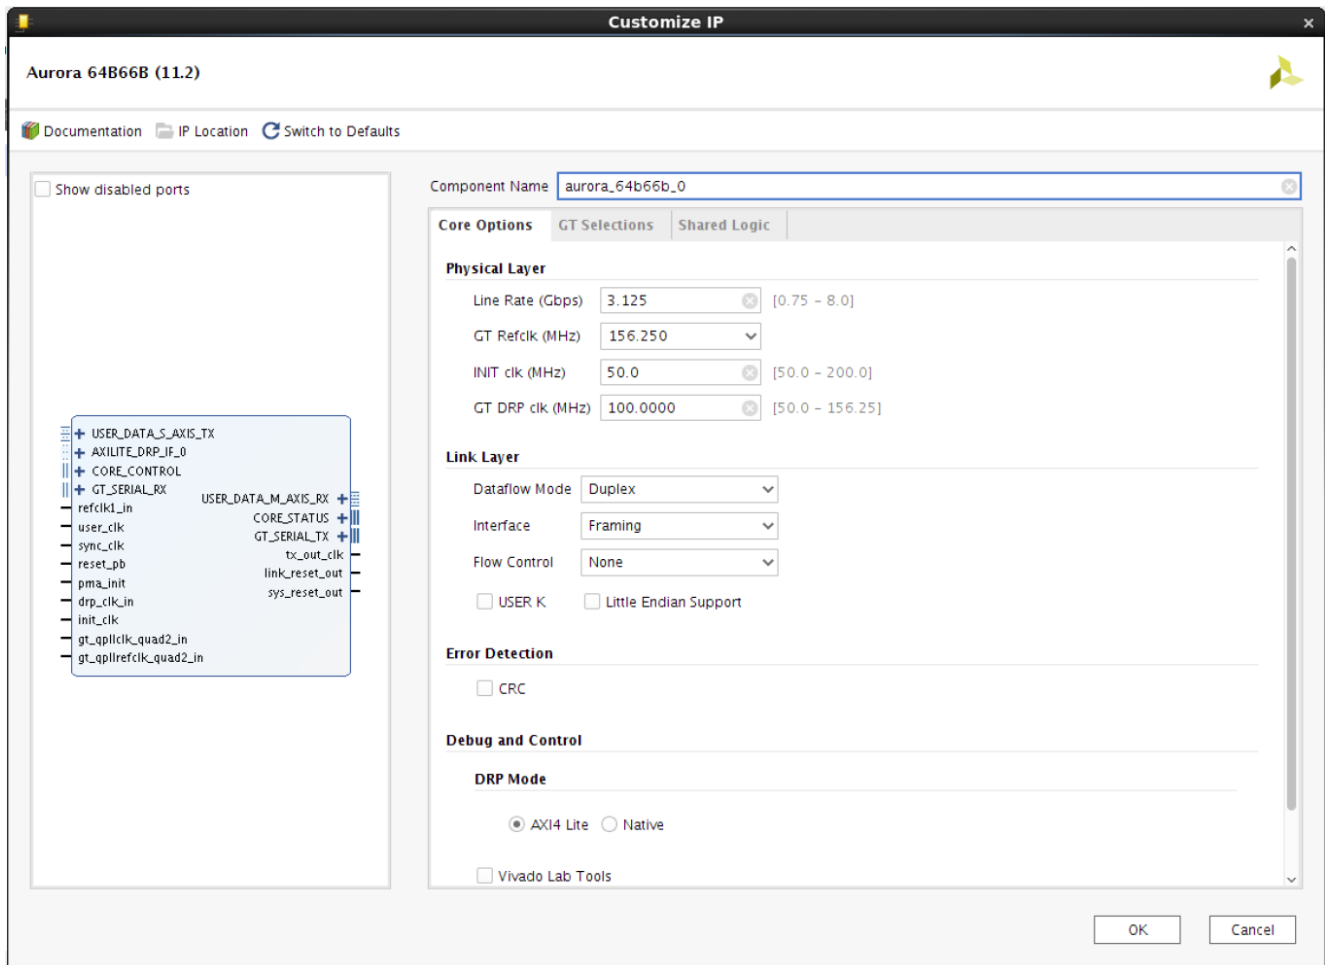 Customize IP
Aurora 64B66B (11.2)
Documentation IP Location Switch to Defaults
Show disabled ports
USER_DATA_S_AXIS_TX
AXILITE_DRP_IF_0
CORE_CONTROL
GT_SERIAL_RX
refclk1_in
user_clk
sync_clk
reset_pb
pma_init
drp_clk_in
init_clk
gt_qpllclk_quad2_in
gt_qpllrefclk_quad2_in
USER_DATA_M_AXIS_RX
CORE_STATUS
GT_SERIAL_TX
tx_out_clk
link_reset_out
sys_reset_out
Component Name aurora_64b66b_0
Core Options GT Selections Shared Logic
Physical Layer
Line Rate (Gbps) 3.125 [0.75 - 8.0]
GT Refclk (MHz) 156.250
INIT clk (MHz) 50.0 [50.0 - 200.0]
GT DRP clk (MHz) 100.0000 [50.0 - 156.25]
Link Layer
Dataflow Mode Duplex
Interface Framing
Flow Control None
USER K Little Endian Support
Error Detection
CRC
Debug and Control
DRP Mode
AXI4 Lite Native
Vivado Lab Tools
OK Cancel